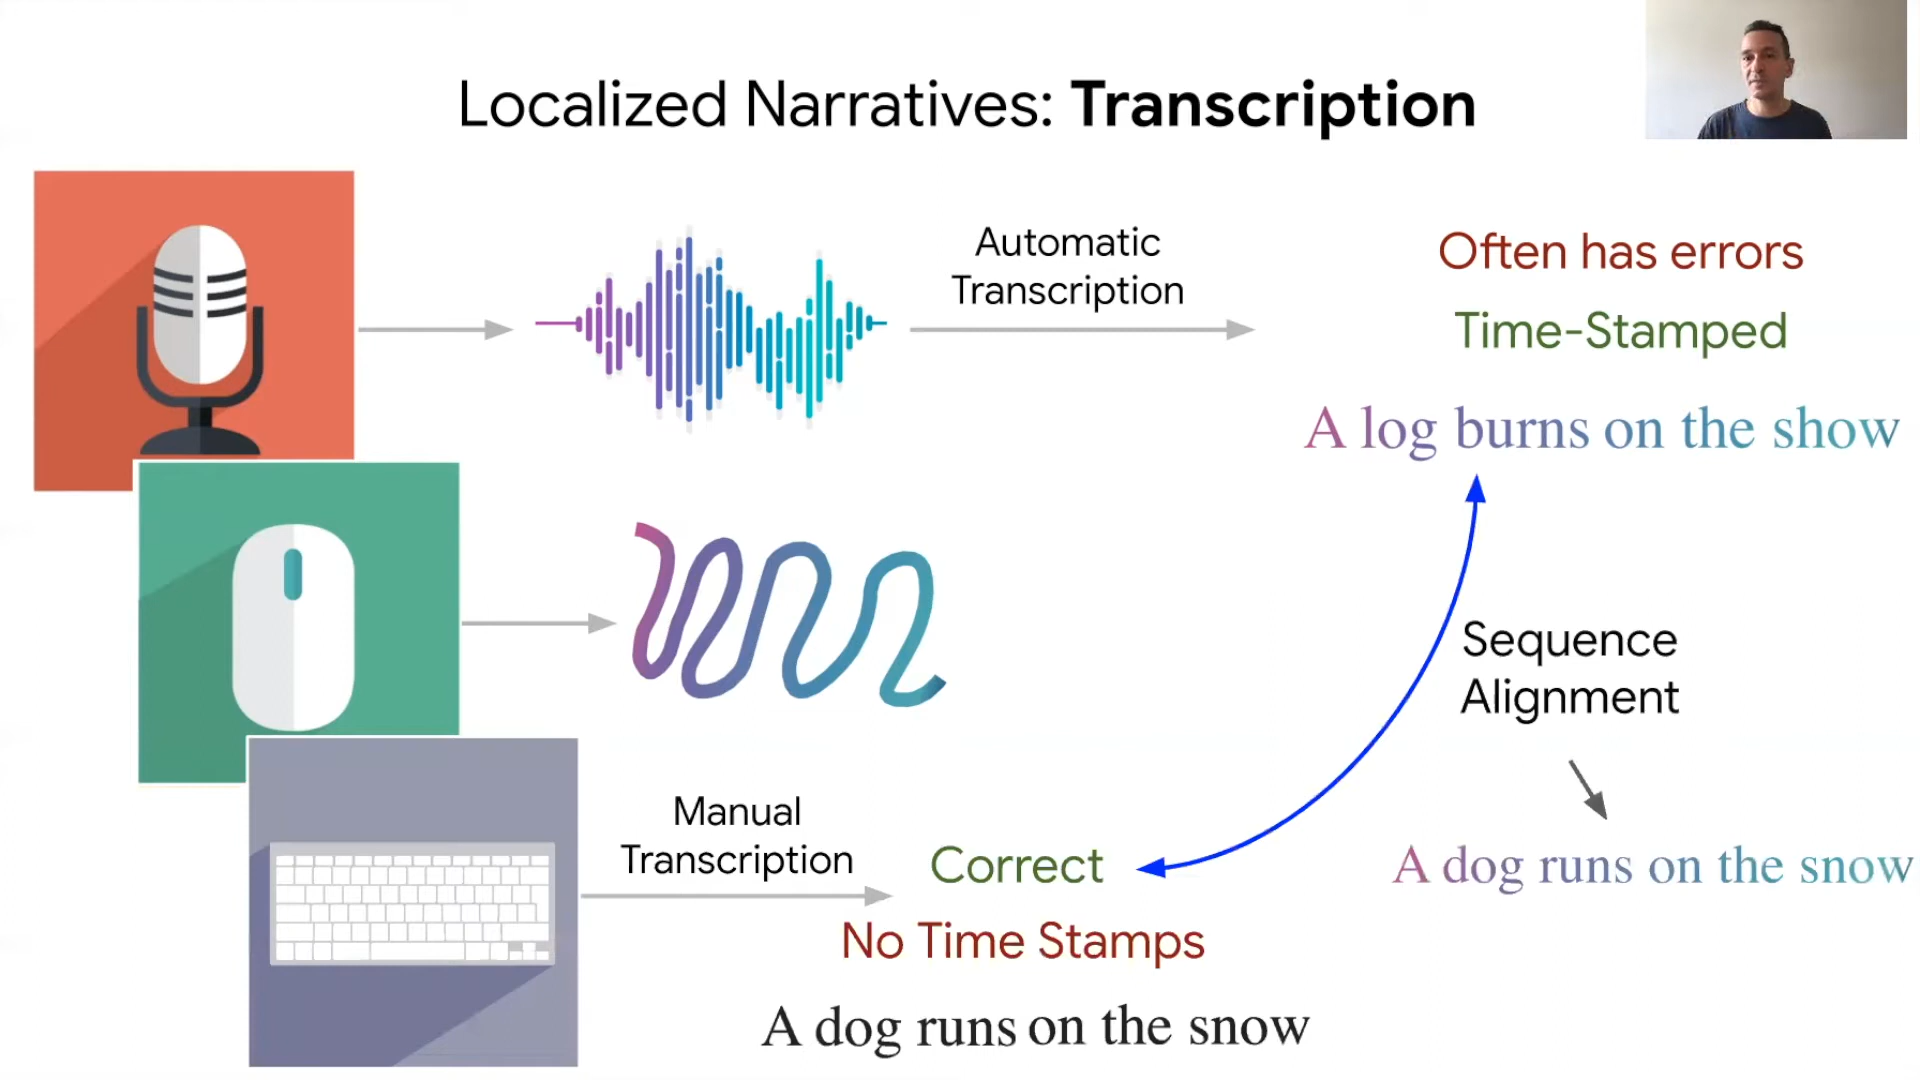 Localized Narratives: Transcription
Automatic
Transcription
Often has errors
Time-Stamped
A log burns on the show
Sequence
Alignment
A dog runs on the snow
Manual
Transcription
Correct
No Time Stamps
A dog runs on the snow